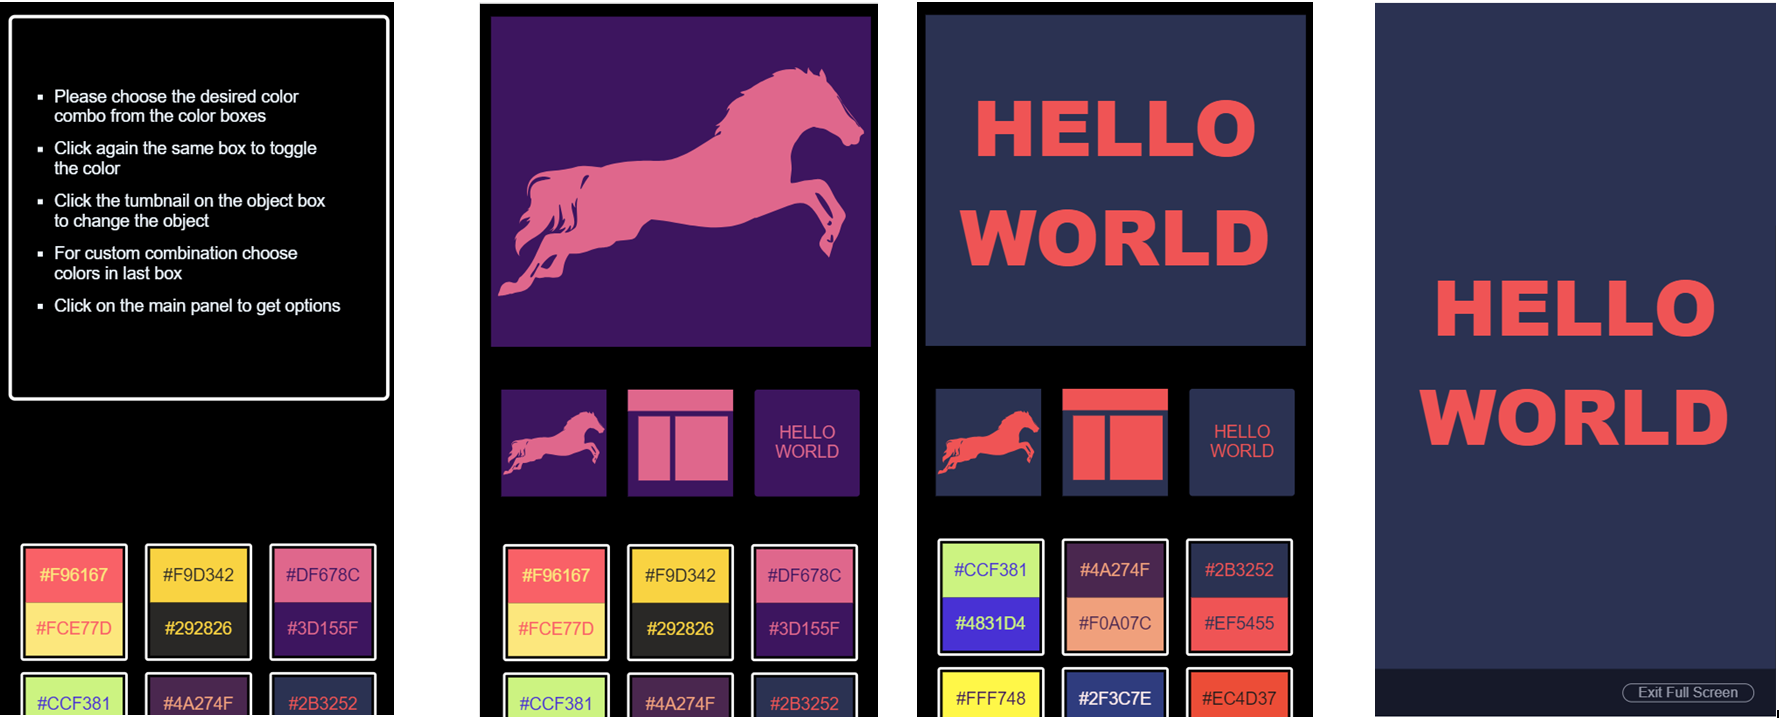 Please choose the desired color
combo from the color boxes
Click again the same box to toggle
the color
Click the tumbnail on the object box
to change the object
For custom combination choose
colors in last box
Click on the main panel to get options
#F96167
#FCE77D
#F9D342
#292826
#DF678C
#3D155F
#CCF381
#4A274F
#2B3252
HELLO
WORLD
#F96167
#FCE77D
#F9D342
#292826
#DF678C
#3D155F
#CCF381
#4A274F
#2B3252
HELLO
WORLD
HELLO
WORLD
#CCF381
#4831D4
#4A274F
#F0A07C
#2B3252
#EF5455
#FFF748
#2F3C7E
#EC4D37
HELLO
WORLD
Exit Full Screen